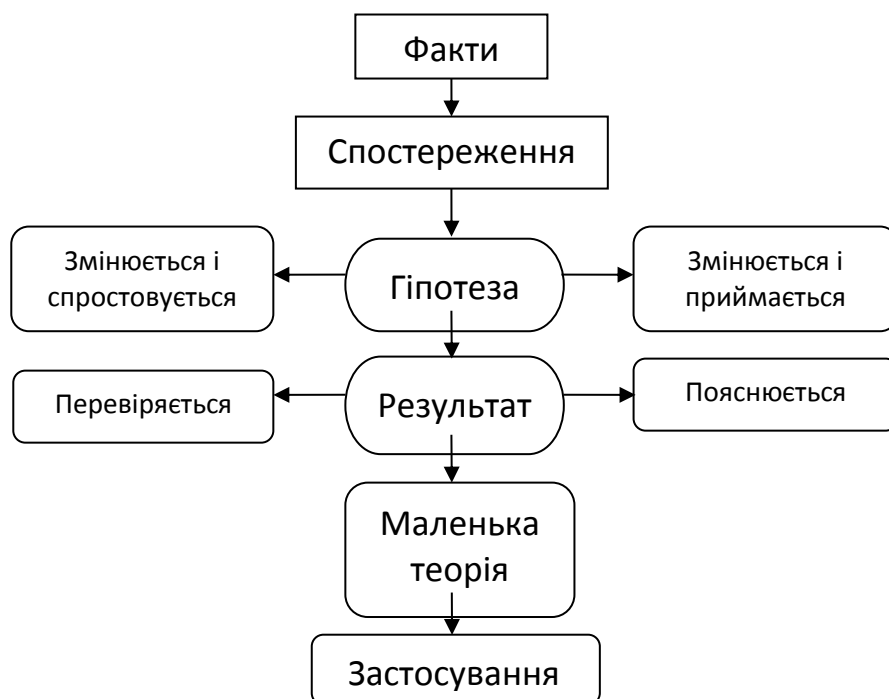 Факти
Спостереження
Змінюється і
спростовується
Гіпотеза
Змінюється і
приймається
Перевіряється
Результат
Пояснюється
Маленька
теорія
Застосування